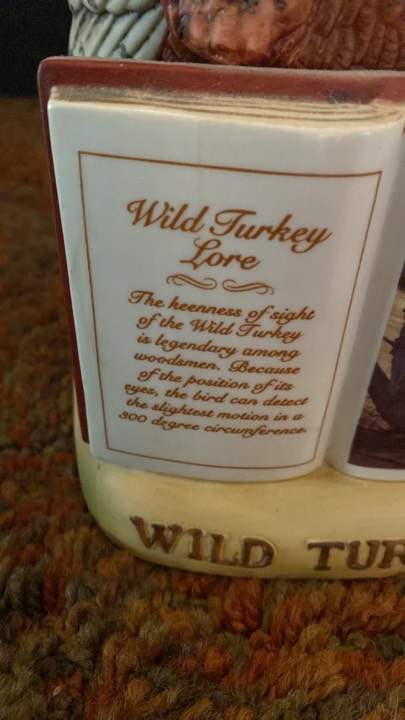 Wild Turkey
Lore
The keenness of sight
of the Wild Turkey
is legendary among
woodsmen. Because
of the position of its
eyes, the bird can detect
the slightest motion in a
300 degree circumference.
WILD TUR